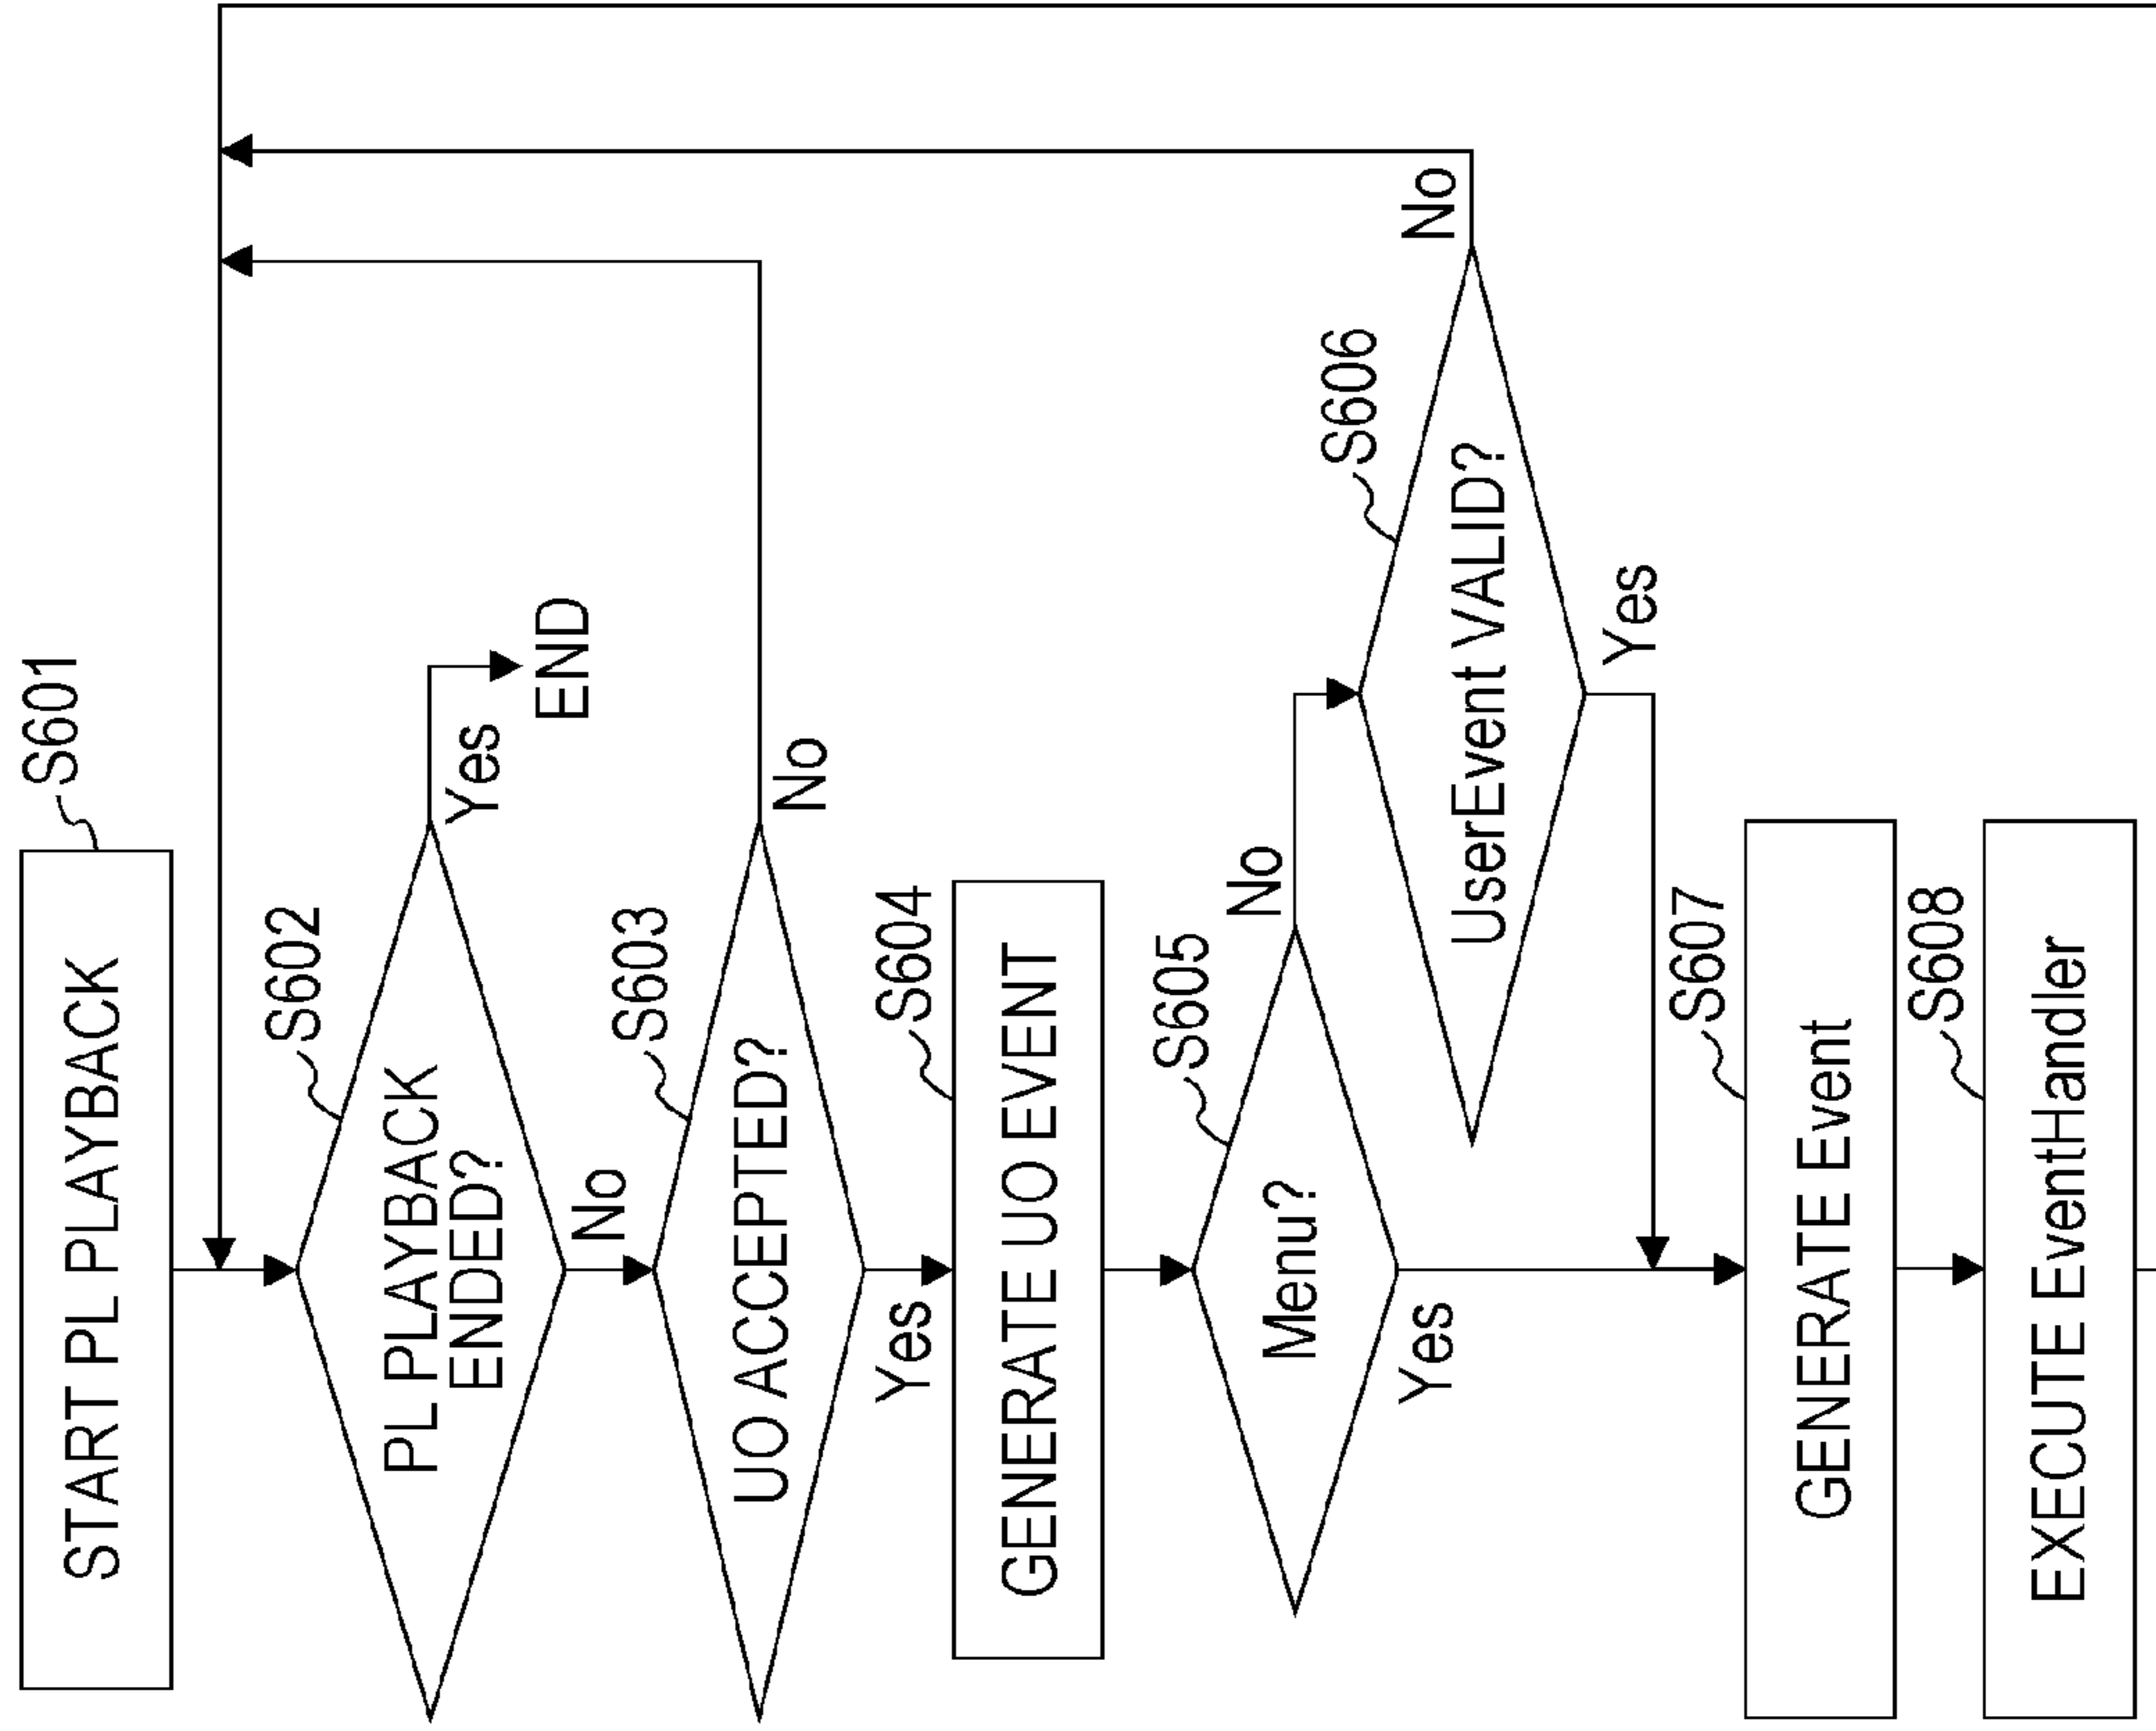 START PL PLAYBACK
S601
PL PLAYBACK
ENDED?
S602
Yes
END
No
UO ACCEPTED?
S603
No
Yes
GENERATE UO EVENT
S604
Menu?
S605
No
Yes
UserEvent VALID?
S606
No
Yes
GENERATE Event
S607
EXECUTE EventHandler
S608